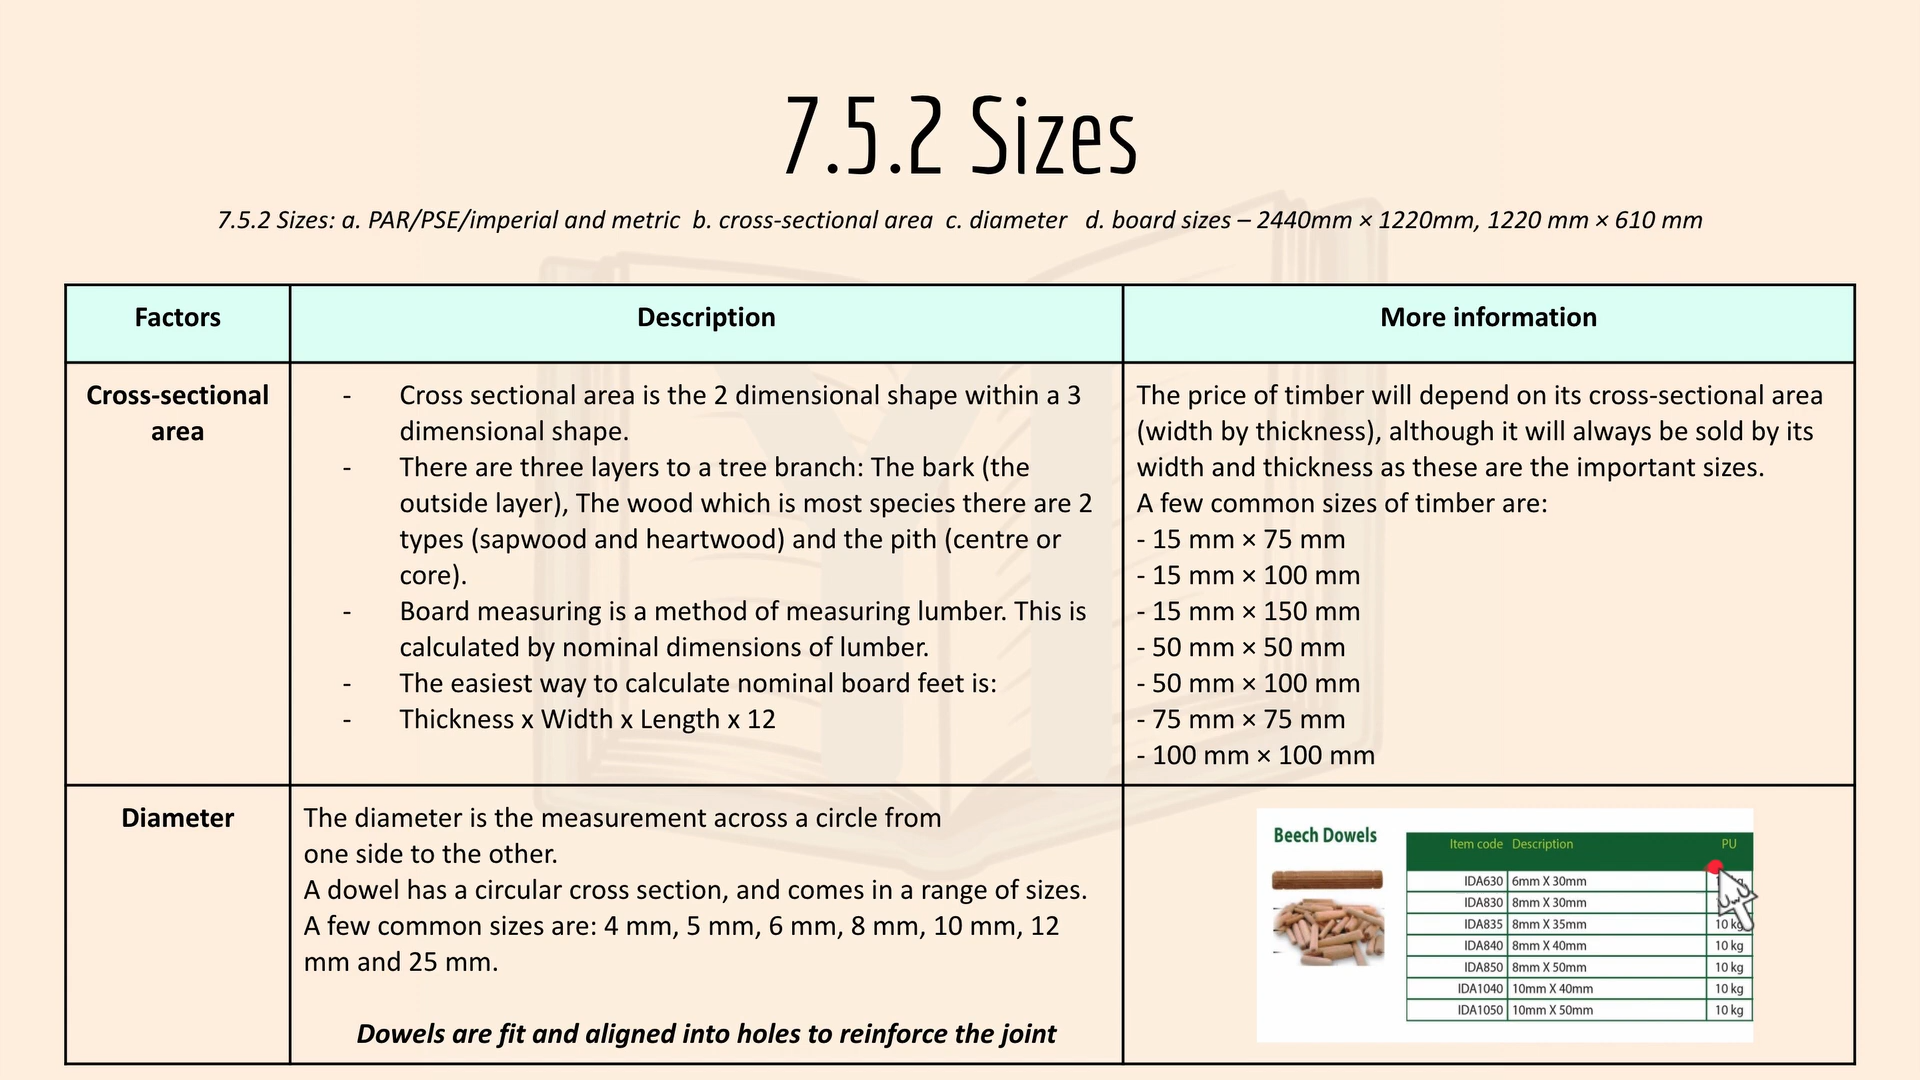 7.5.2 Sizes
7.5.2 Sizes: a. PAR/PSE/imperial and metric b. cross-sectional area c. diameter d. board sizes – 2440mm × 1220mm, 1220 mm × 610 mm
Factors
Description
More information
Cross-sectional
area
- Cross sectional area is the 2 dimensional shape within a 3
dimensional shape.
- There are three layers to a tree branch: The bark (the
outside layer), The wood which is most species there are 2
types (sapwood and heartwood) and the pith (centre or
core).
- Board measuring is a method of measuring lumber. This is
calculated by nominal dimensions of lumber.
- The easiest way to calculate nominal board feet is:
- Thickness x Width x Length x 12
The price of timber will depend on its cross-sectional area
(width by thickness), although it will always be sold by its
width and thickness as these are the important sizes.
A few common sizes of timber are:
- 15 mm × 75 mm
- 15 mm × 100 mm
- 15 mm × 150 mm
- 50 mm × 50 mm
- 50 mm × 100 mm
- 75 mm × 75 mm
- 100 mm × 100 mm
Diameter
The diameter is the measurement across a circle from
one side to the other.
A dowel has a circular cross section, and comes in a range of sizes.
A few common sizes are: 4 mm, 5 mm, 6 mm, 8 mm, 10 mm, 12
mm and 25 mm.
Dowels are fit and aligned into holes to reinforce the joint
Beech Dowels
Item code Description PU
IDA630 6mm X 30mm
IDA830 8mm X 30mm
IDA835 8mm X 35mm 10 kg
IDA840 8mm X 40mm 10 kg
IDA850 8mm X 50mm 10 kg
IDA1040 10mm X 40mm 10 kg
IDA1050 10mm X 50mm 10 kg